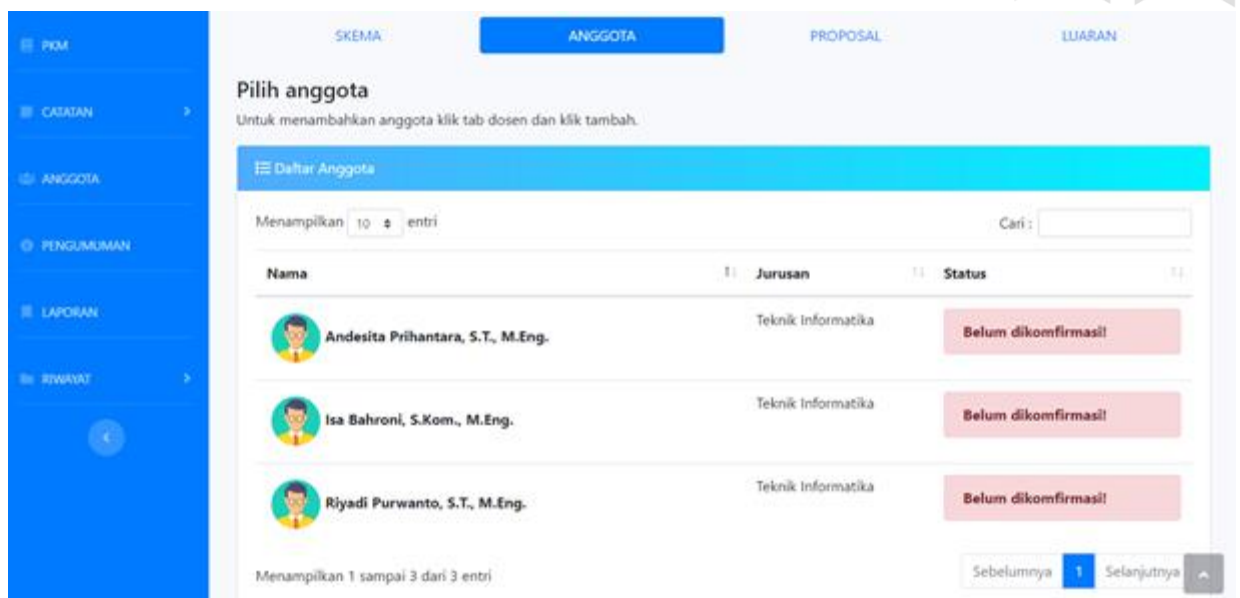 PKM
CATATAN
ANGGOTA
PENGUMUMAN
LAPORAN
RIWAYAT
SKEMA ANGGOTA PROPOSAL LUARAN
Pilih anggota
Untuk menambahkan anggota klik tab dosen dan klik tambah.
Daftar Anggota
Menampilkan 10 entri Cari :
Nama Jurusan Status
Andesita Prihantara, S.T., M.Eng. Teknik Informatika Belum dikomfirmasi!
Isa Bahroni, S.Kom., M.Eng. Teknik Informatika Belum dikomfirmasi!
Riyadi Purwanto, S.T., M.Eng. Teknik Informatika Belum dikomfirmasi!
Menampilkan 1 sampai 3 dari 3 entri Sebelumnya 1 Selanjutnya